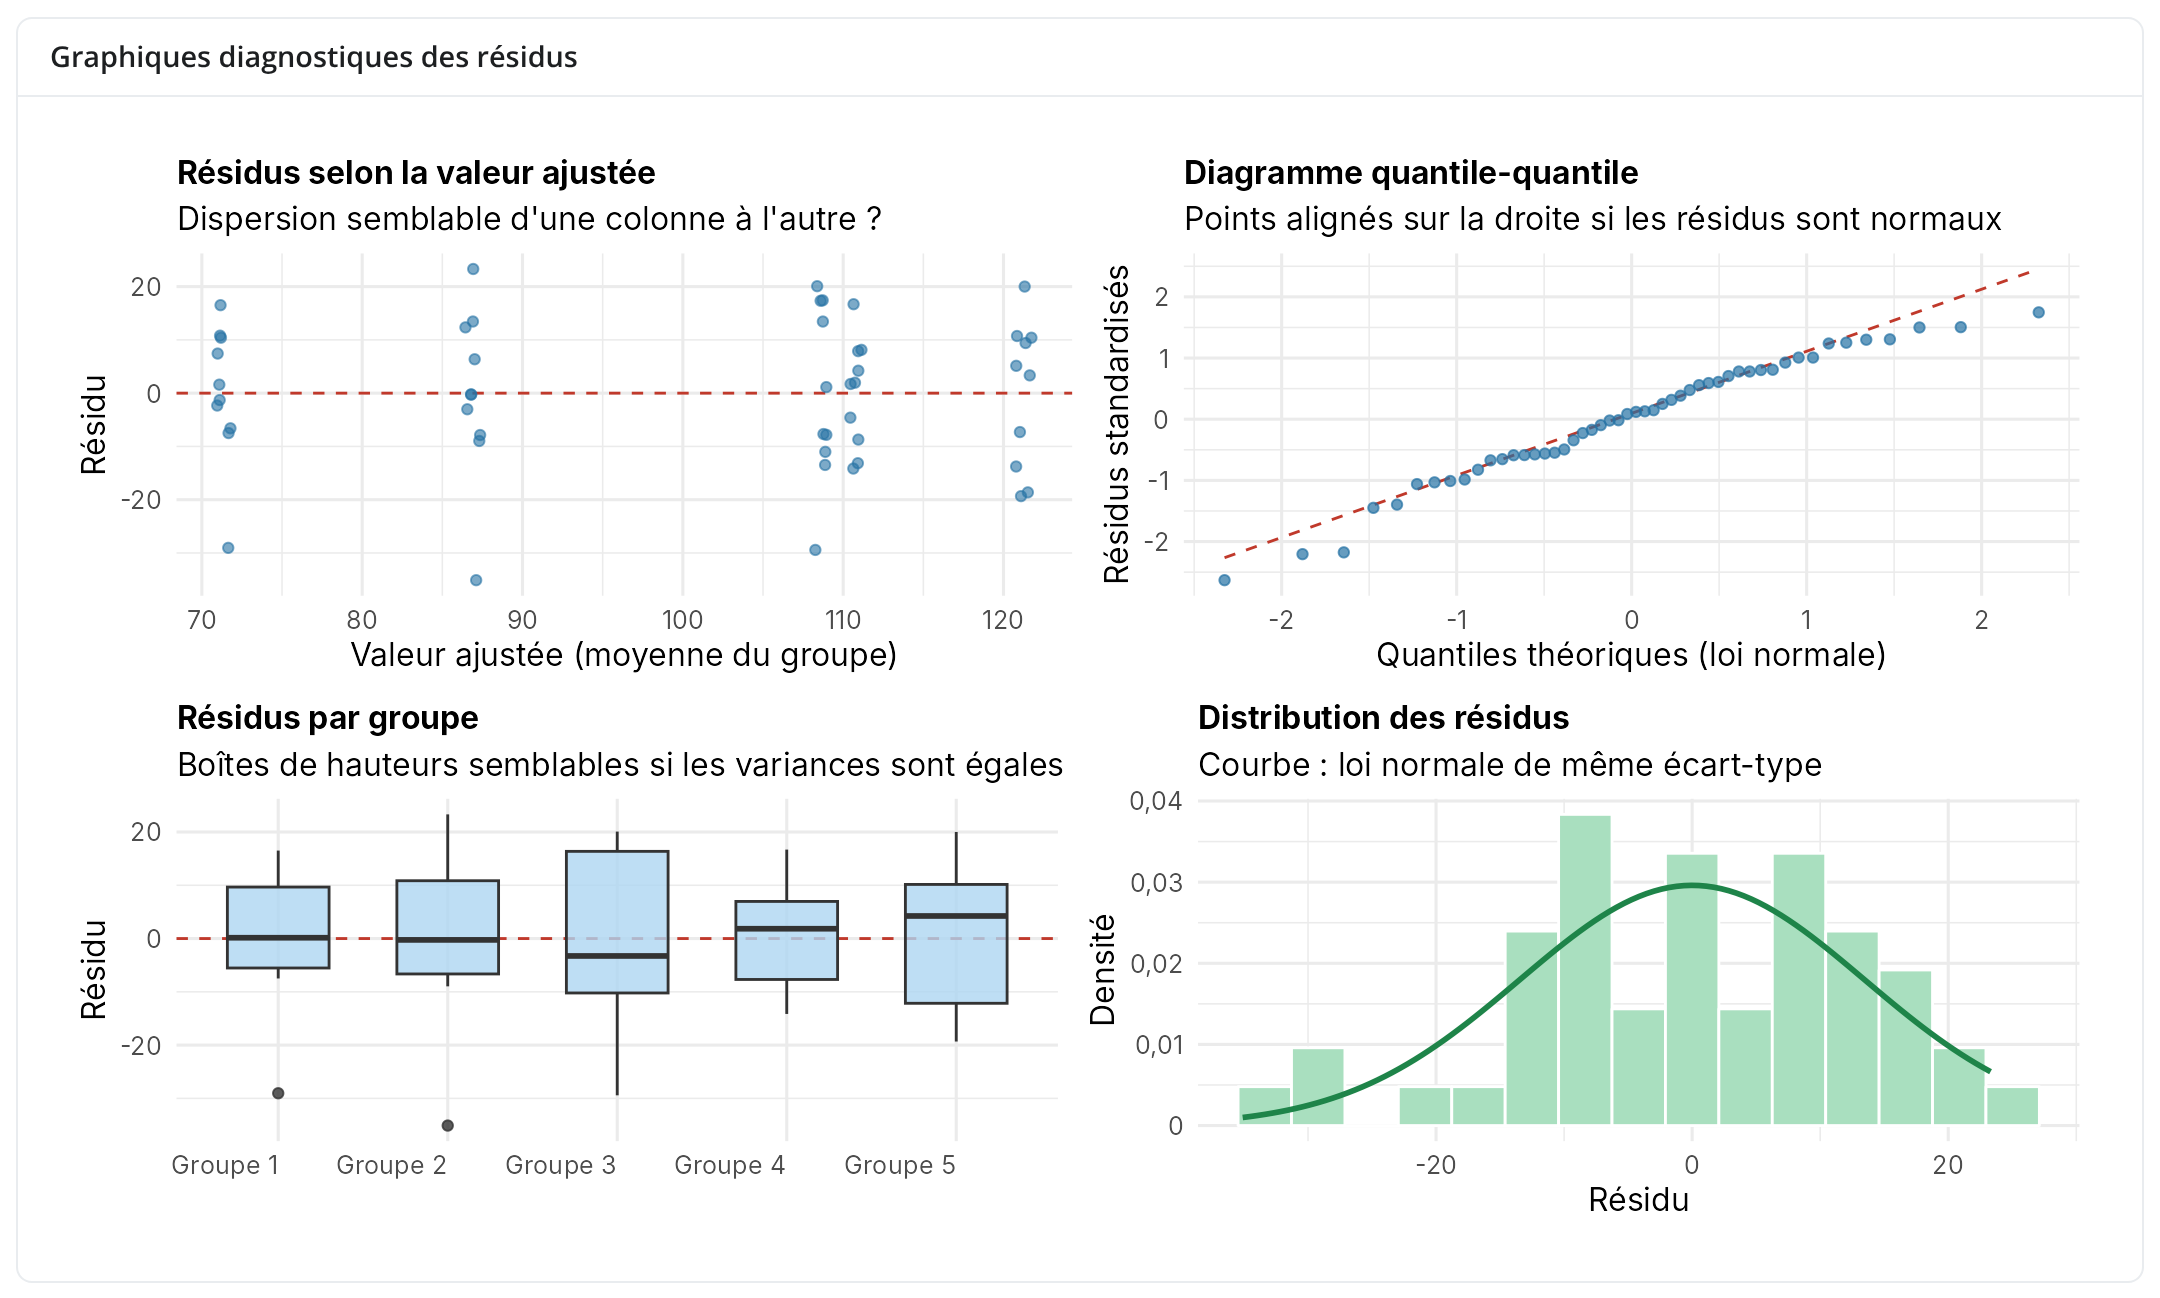 Graphiques diagnostiques des résidus
Résidus selon la valeur ajustée
Dispersion semblable d'une colonne à l'autre ?
20
0
-20
Résidu
70 80 90 100 110 120
Valeur ajustée (moyenne du groupe)
Diagramme quantile-quantile
Points alignés sur la droite si les résidus sont normaux
2
1
0
-1
-2
Résidus standardisés
-2 -1 0 1 2
Quantiles théoriques (loi normale)
Résidus par groupe
Boîtes de hauteurs semblables si les variances sont égales
20
0
-20
Résidu
Groupe 1 Groupe 2 Groupe 3 Groupe 4 Groupe 5
Distribution des résidus
Courbe : loi normale de même écart-type
0,04
0,03
0,02
0,01
0
Densité
-20 0 20
Résidu